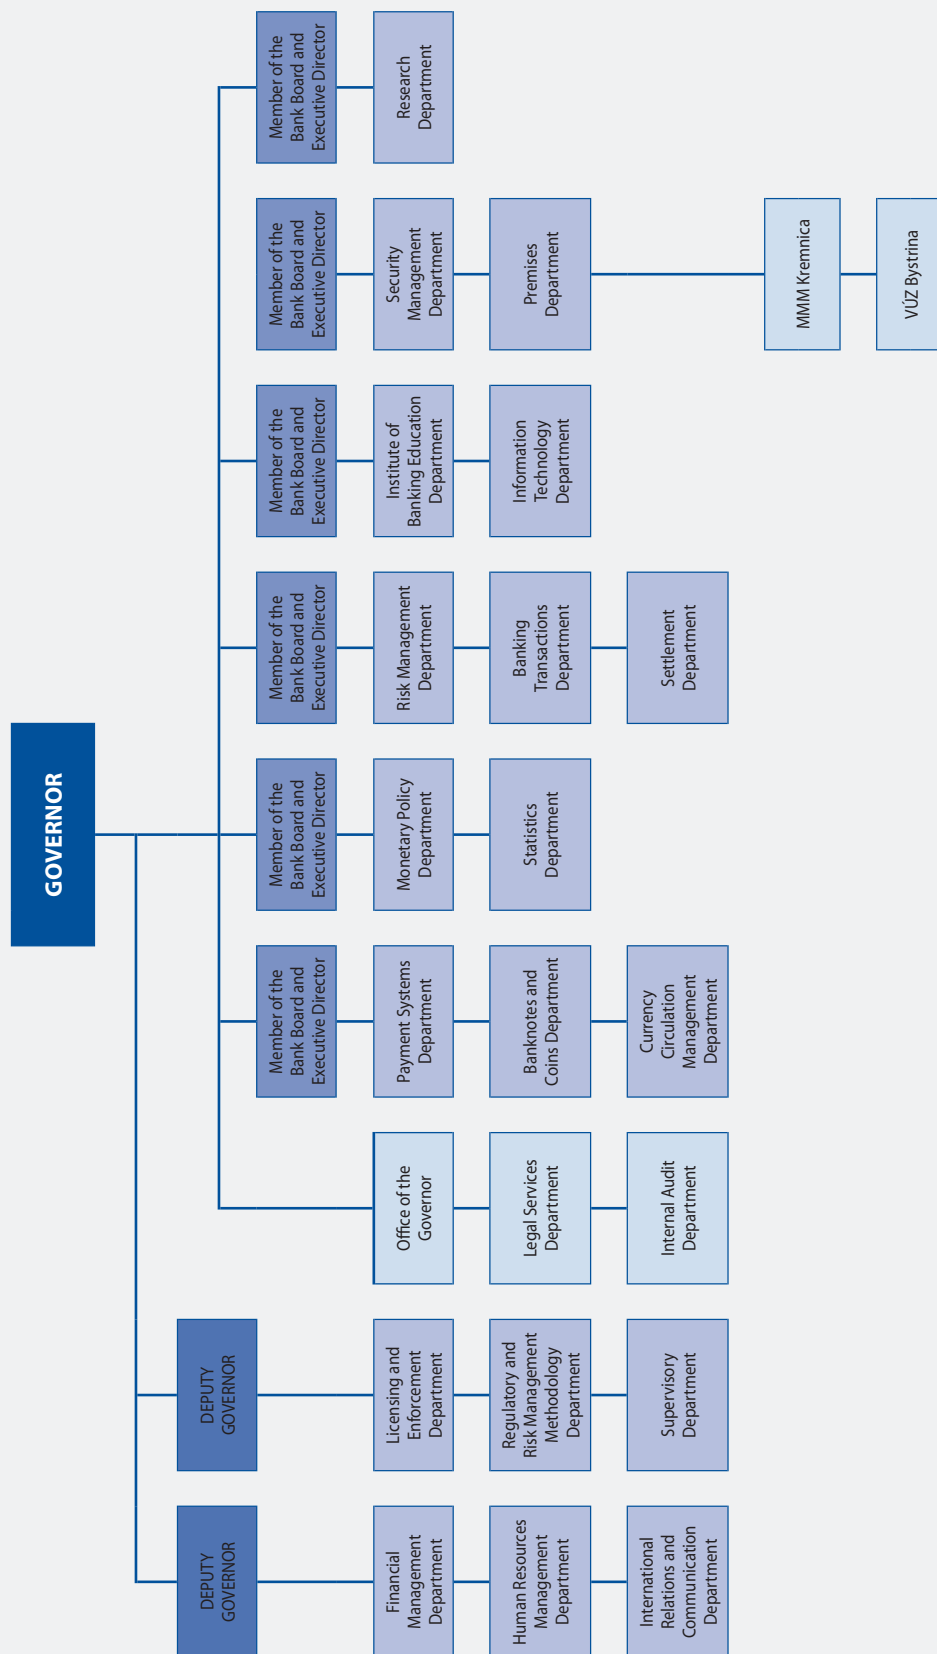 GOVERNOR
DEPUTY
GOVERNOR
Financial
Management
Department
Human Resources
Management
Department
International
Relations and
Communication
Department
DEPUTY
GOVERNOR
Licensing and
Enforcement
Department
Regulatory and
Risk Management
Methodology
Department
Supervisory
Department
Office of the
Governor
Legal Services
Department
Internal Audit
Department
Member of the
Bank Board and
Executive Director
Payment Systems
Department
Banknotes and
Coins Department
Currency
Circulation
Management
Department
Member of the
Bank Board and
Executive Director
Monetary Policy
Department
Statistics
Department
Member of the
Bank Board and
Executive Director
Risk Management
Department
Banking
Transactions
Department
Settlement
Department
Member of the
Bank Board and
Executive Director
Institute of
Banking Education
Department
Information
Technology
Department
Member of the
Bank Board and
Executive Director
Security
Management
Department
Premises
Department
MMM Kremnica
VÚZ Bystrina
Member of the
Bank Board and
Executive Director
Research
Department